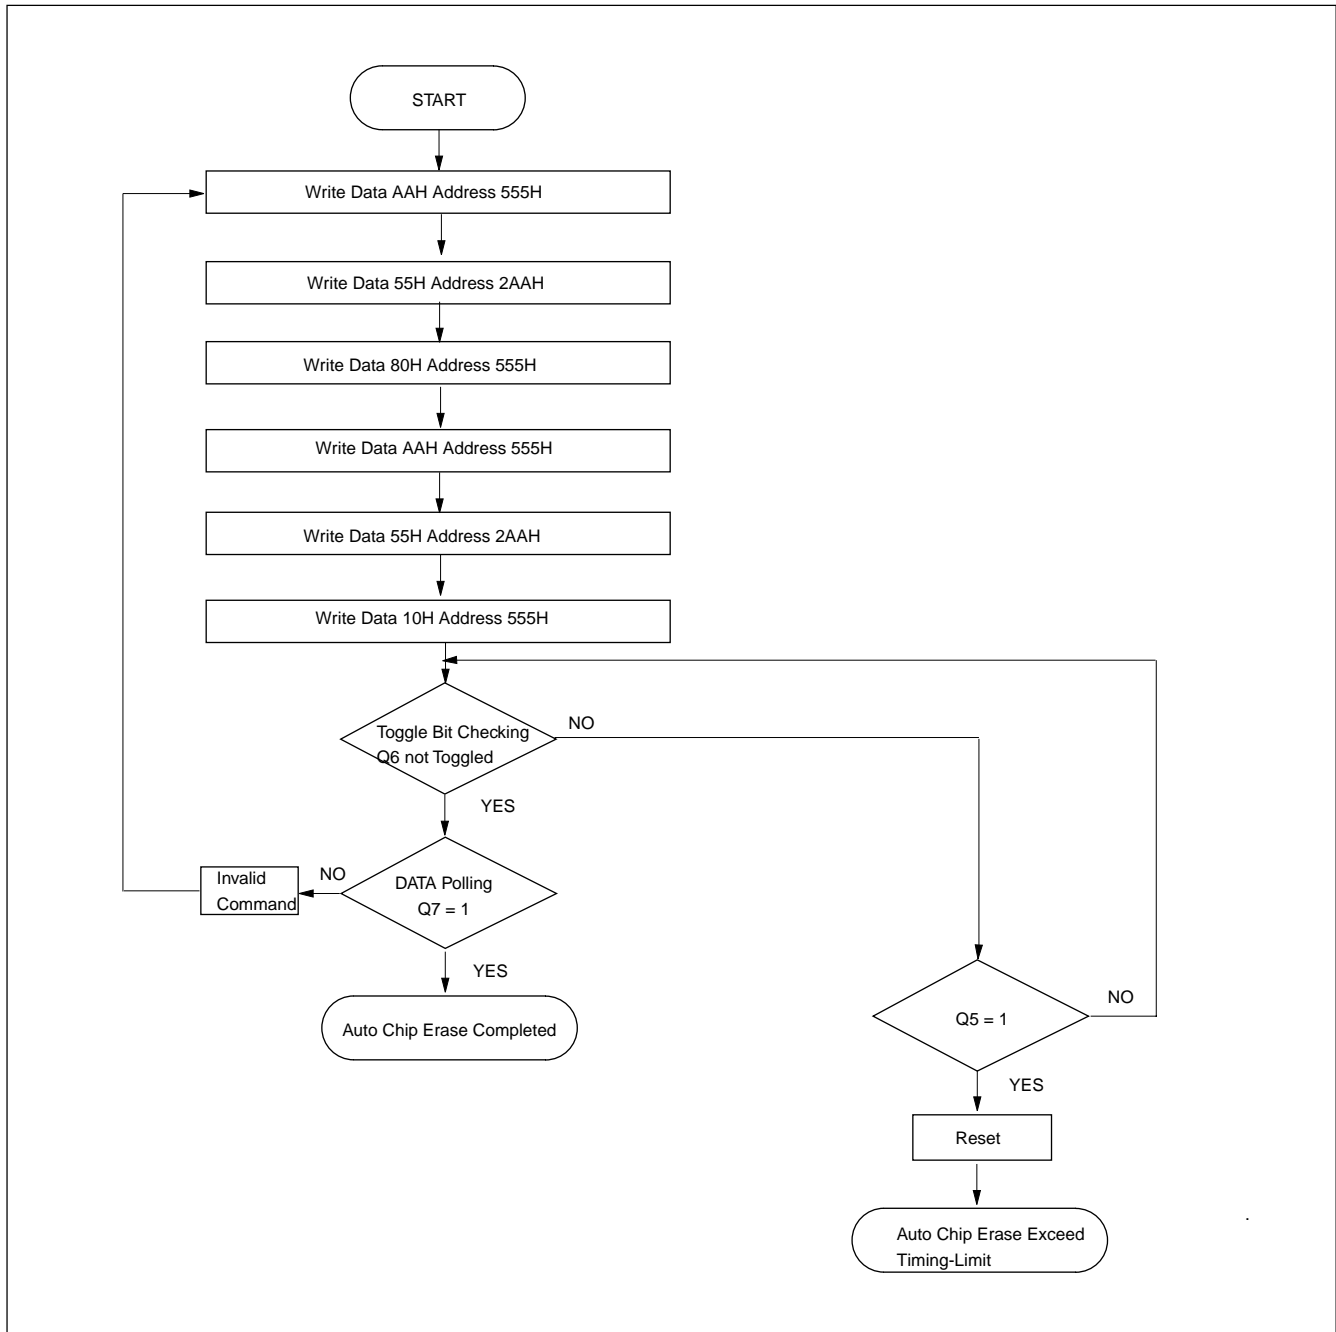 START
Write Data AAH Address 555H
Write Data 55H Address 2AAH
Write Data 80H Address 555H
Write Data AAH Address 555H
Write Data 55H Address 2AAH
Write Data 10H Address 555H
Toggle Bit Checking
Q6 not Toggled
NO
YES
Invalid
Command
NO
DATA Polling
Q7 = 1
YES
Auto Chip Erase Completed
Q5 = 1
NO
YES
Reset
Auto Chip Erase Exceed
Timing-Limit
.